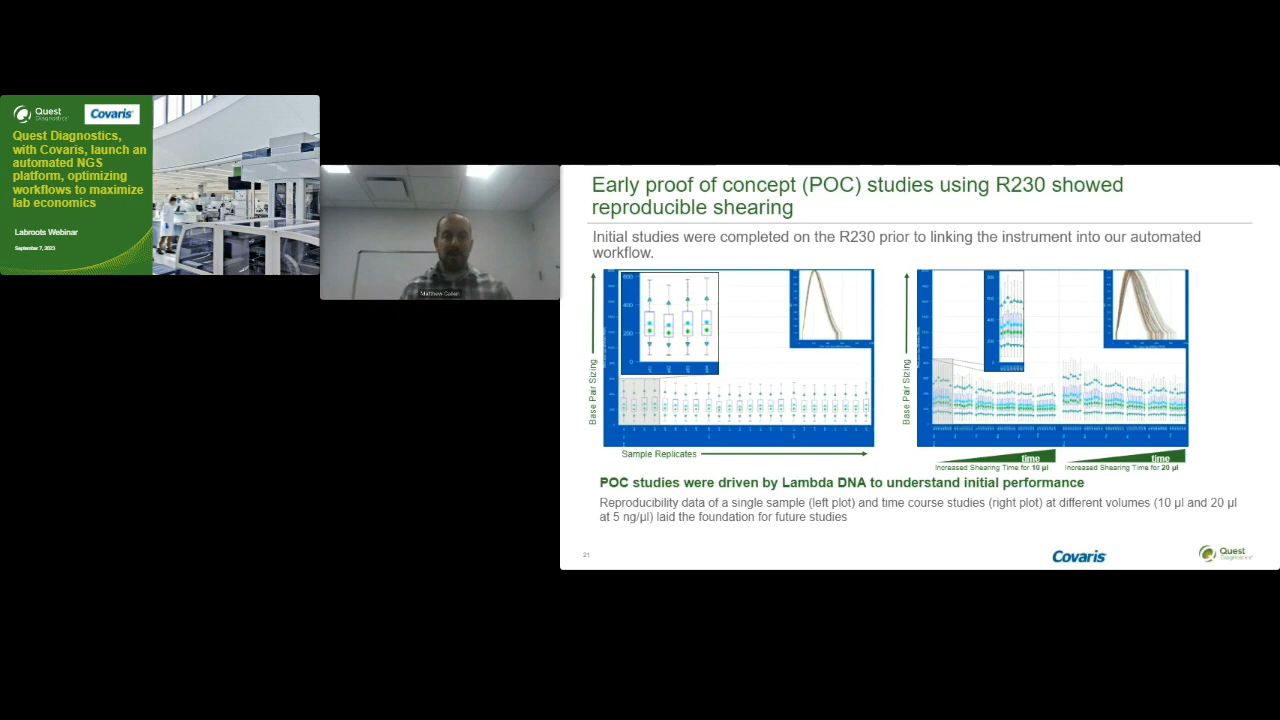 Quest
Diagnostics
Covaris
Quest Diagnostics,
with Covaris, launch an
automated NGS
platform, optimizing
workflows to maximize
lab economics
Labroots Webinar
September 7, 2023
Early proof of concept (POC) studies using R230 showed
reproducible shearing
Initial studies were completed on the R230 prior to linking the instrument into our automated
workflow.
Base Pair Sizing
600
400
200
0
Sample Replicates
Base Pair Sizing
time
Increased Shearing Time for 10 µl
time
Increased Shearing Time for 20 µl
POC studies were driven by Lambda DNA to understand initial performance
Reproducibility data of a single sample (left plot) and time course studies (right plot) at different volumes (10 µl and 20 µl
at 5 ng/µl) laid the foundation for future studies
21
Covaris
Quest
Diagnostics